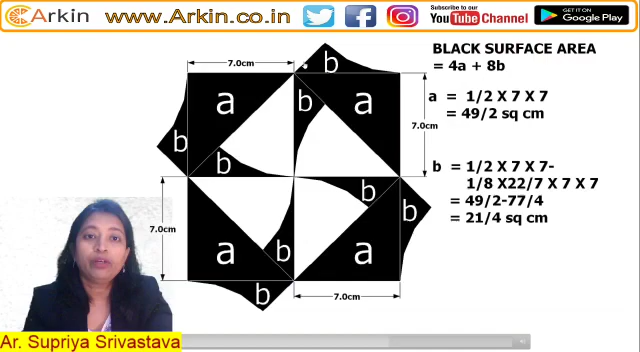 Arkin
www.Arkin.co.in
Subscribe to our
YouTube Channel
GET IT ON
Google Play
BLACK SURFACE AREA
= 4a + 8b
a = 1/2 X 7 X 7
= 49/2 sq cm
b = 1/2 X 7 X 7-
1/8 X22/7 X 7 X 7
= 49/2-77/4
= 21/4 sq cm
7.0cm
b
a
b
a
7.0cm
b
b
7.0cm
b
b
a
b
a
b
7.0cm
Ar. Supriya Srivastava